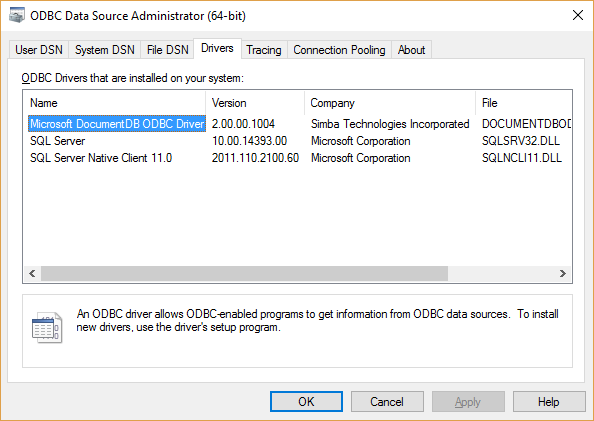 ODBC Data Source Administrator (64-bit)
User DSN System DSN File DSN Drivers Tracing Connection Pooling About
ODBC Drivers that are installed on your system:
Name Version Company File
Microsoft DocumentDB ODBC Driver 2.00.00.1004 Simba Technologies Incorporated DOCUMENTDBOD
SQL Server 10.00.14393.00 Microsoft Corporation SQLSRV32.DLL
SQL Server Native Client 11.0 2011.110.2100.60 Microsoft Corporation SQLNCLI11.DLL
An ODBC driver allows ODBC-enabled programs to get information from ODBC data sources. To install
new drivers, use the driver's setup program.
OK Cancel Apply Help